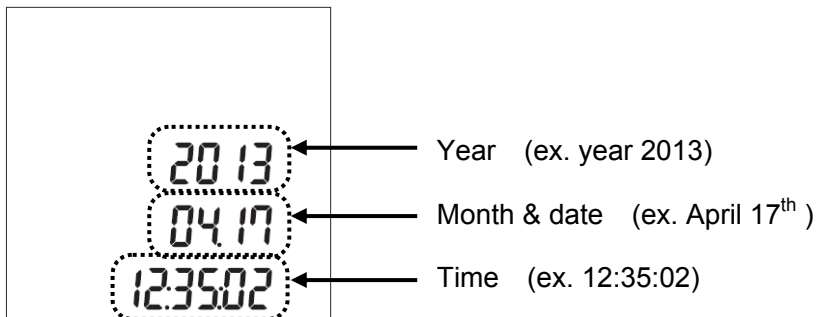 2013 Year (ex. year 2013)
04.17 Month & date (ex. April 17th )
12:35:02 Time (ex. 12:35:02)